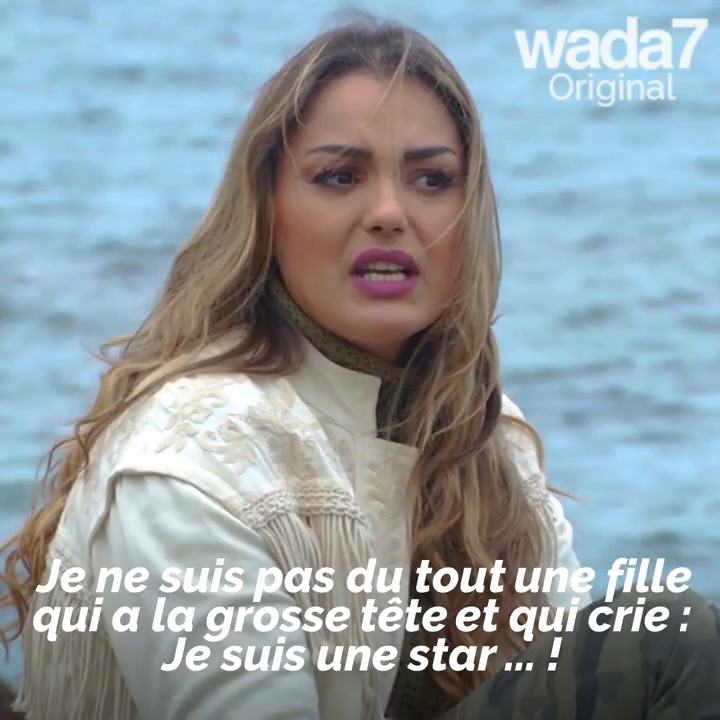 wada7
Original
Je ne suis pas du tout une fille
qui a la grosse tête et qui crie :
Je suis une star ... !